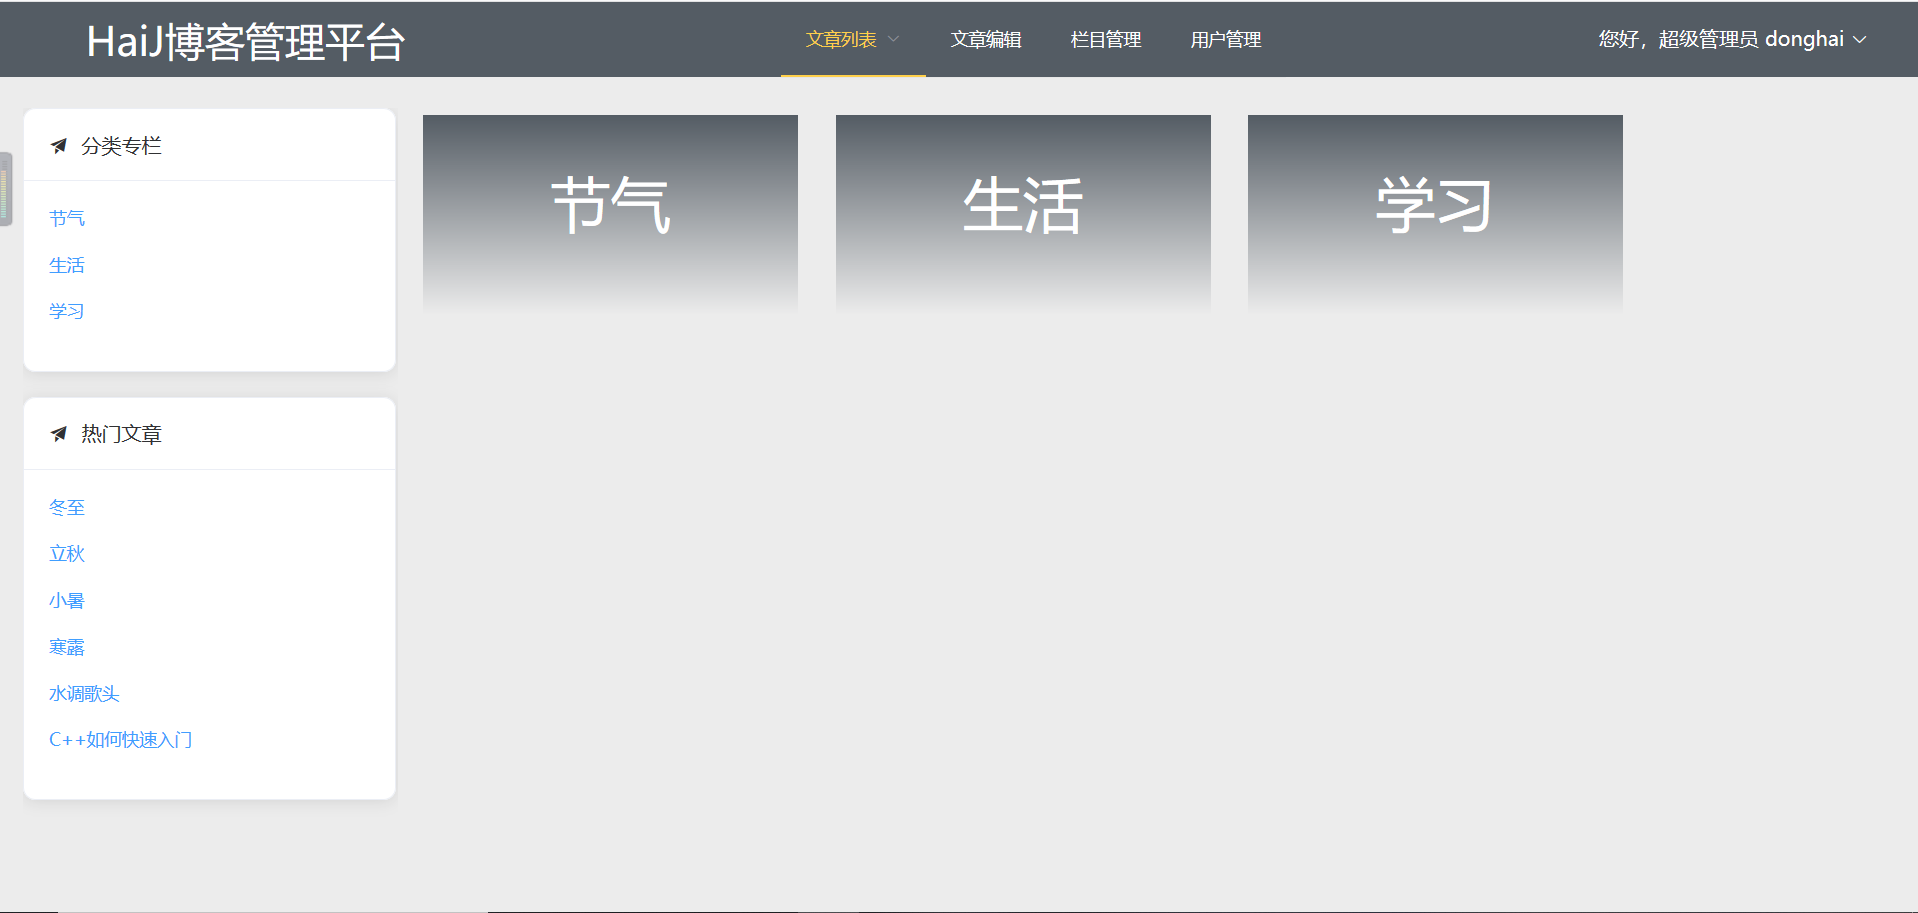 HaiJ博客管理平台
文章列表 文章编辑 栏目管理 用户管理
您好，超级管理员 donghai
分类专栏
节气
生活
学习
热门文章
冬至
立秋
小暑
寒露
水调歌头
C++如何快速入门
节气
生活
学习